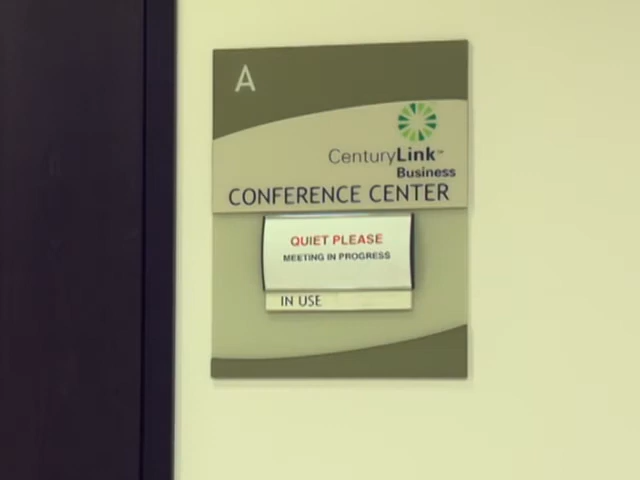 A
CenturyLink™
Business
CONFERENCE CENTER
QUIET PLEASE
MEETING IN PROGRESS
IN USE